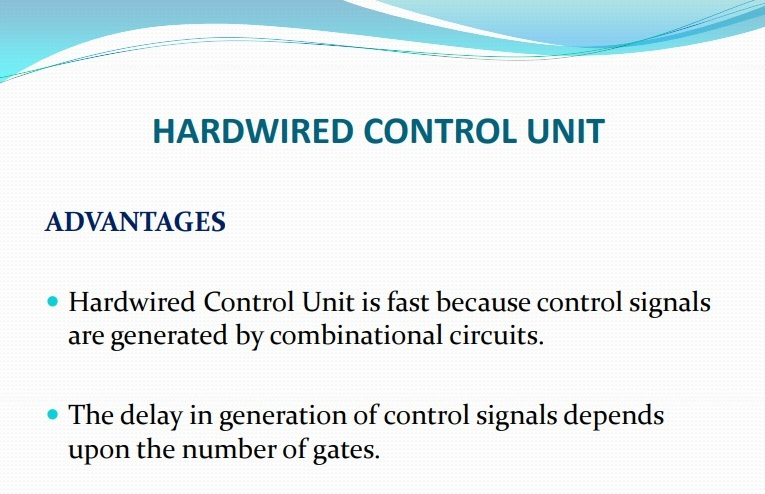 HARDWIRED CONTROL UNIT
ADVANTAGES
• Hardwired Control Unit is fast because control signals
are generated by combinational circuits.
• The delay in generation of control signals depends
upon the number of gates.